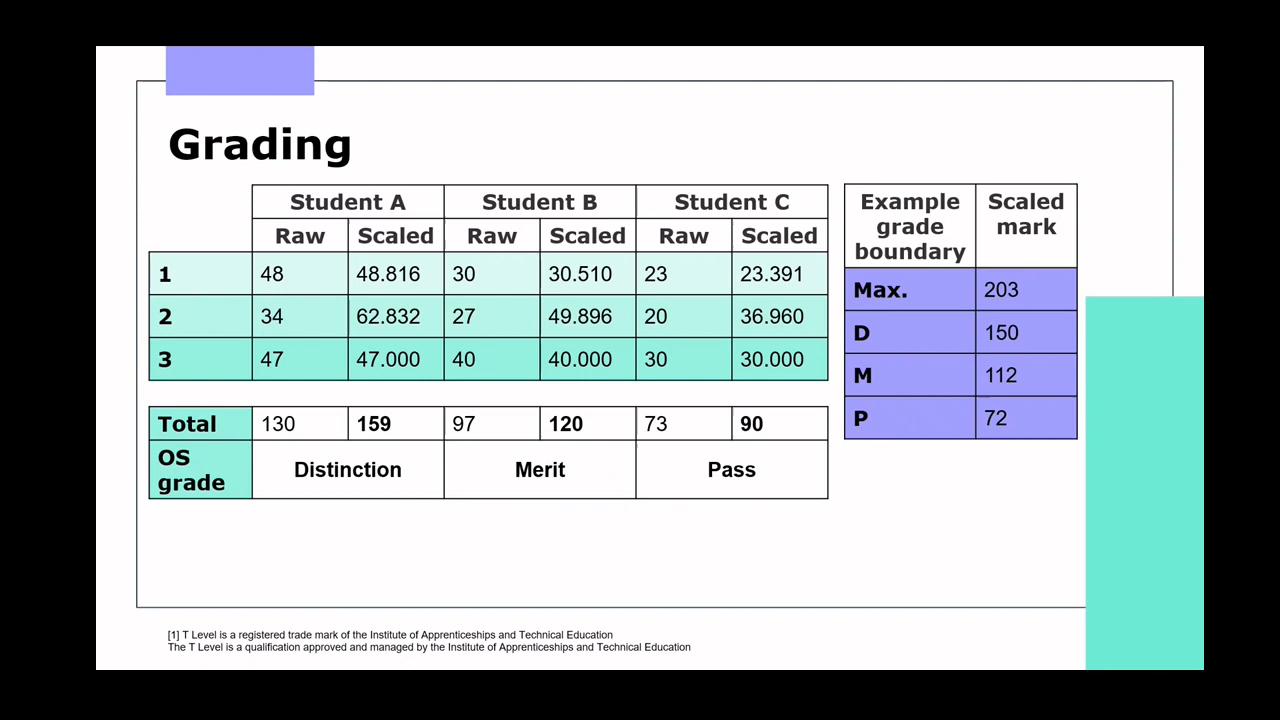 Grading
Student A Student B Student C
Raw Scaled Raw Scaled Raw Scaled
1 48 48.816 30 30.510 23 23.391
2 34 62.832 27 49.896 20 36.960
3 47 47.000 40 40.000 30 30.000
Total 130 159 97 120 73 90
OS grade Distinction Merit Pass
Example grade boundary Scaled mark
Max. 203
D 150
M 112
P 72
[1] T Level is a registered trade mark of the Institute of Apprenticeships and Technical Education
The T Level is a qualification approved and managed by the Institute of Apprenticeships and Technical Education